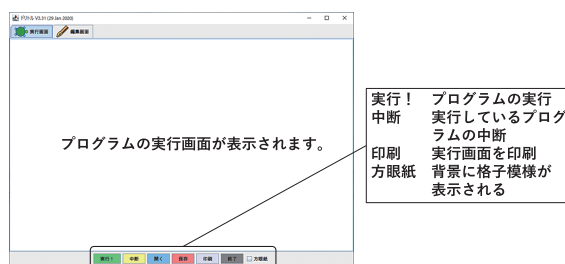 ドリトル V3.31 (29 Jan 2020)
実行画面 編集画面
プログラムの実行画面が表示されます。
実行！ 中断 開く 保存 印刷 終了 方眼紙
実行！ プログラムの実行
中断 実行しているプログ
ラムの中断
印刷 実行画面を印刷
方眼紙 背景に格子模様が
表示される